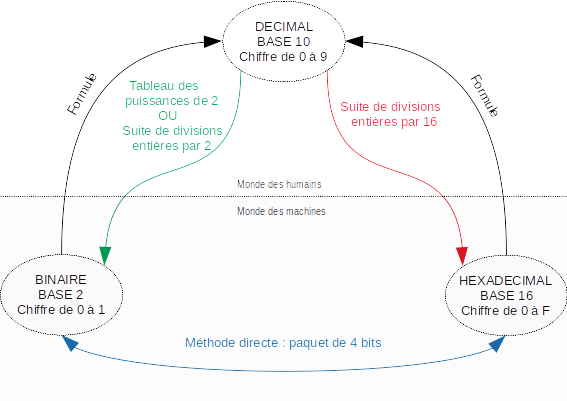 DECIMAL
BASE 10
Chiffre de 0 à 9
Formule
Tableau des
puissances de 2
OU
Suite de divisions
entières par 2
Suite de divisions
entières par 16
Formule
Monde des humains
Monde des machines
BINAIRE
BASE 2
Chiffre de 0 à 1
HEXADECIMAL
BASE 16
Chiffre de 0 à F
Méthode directe : paquet de 4 bits